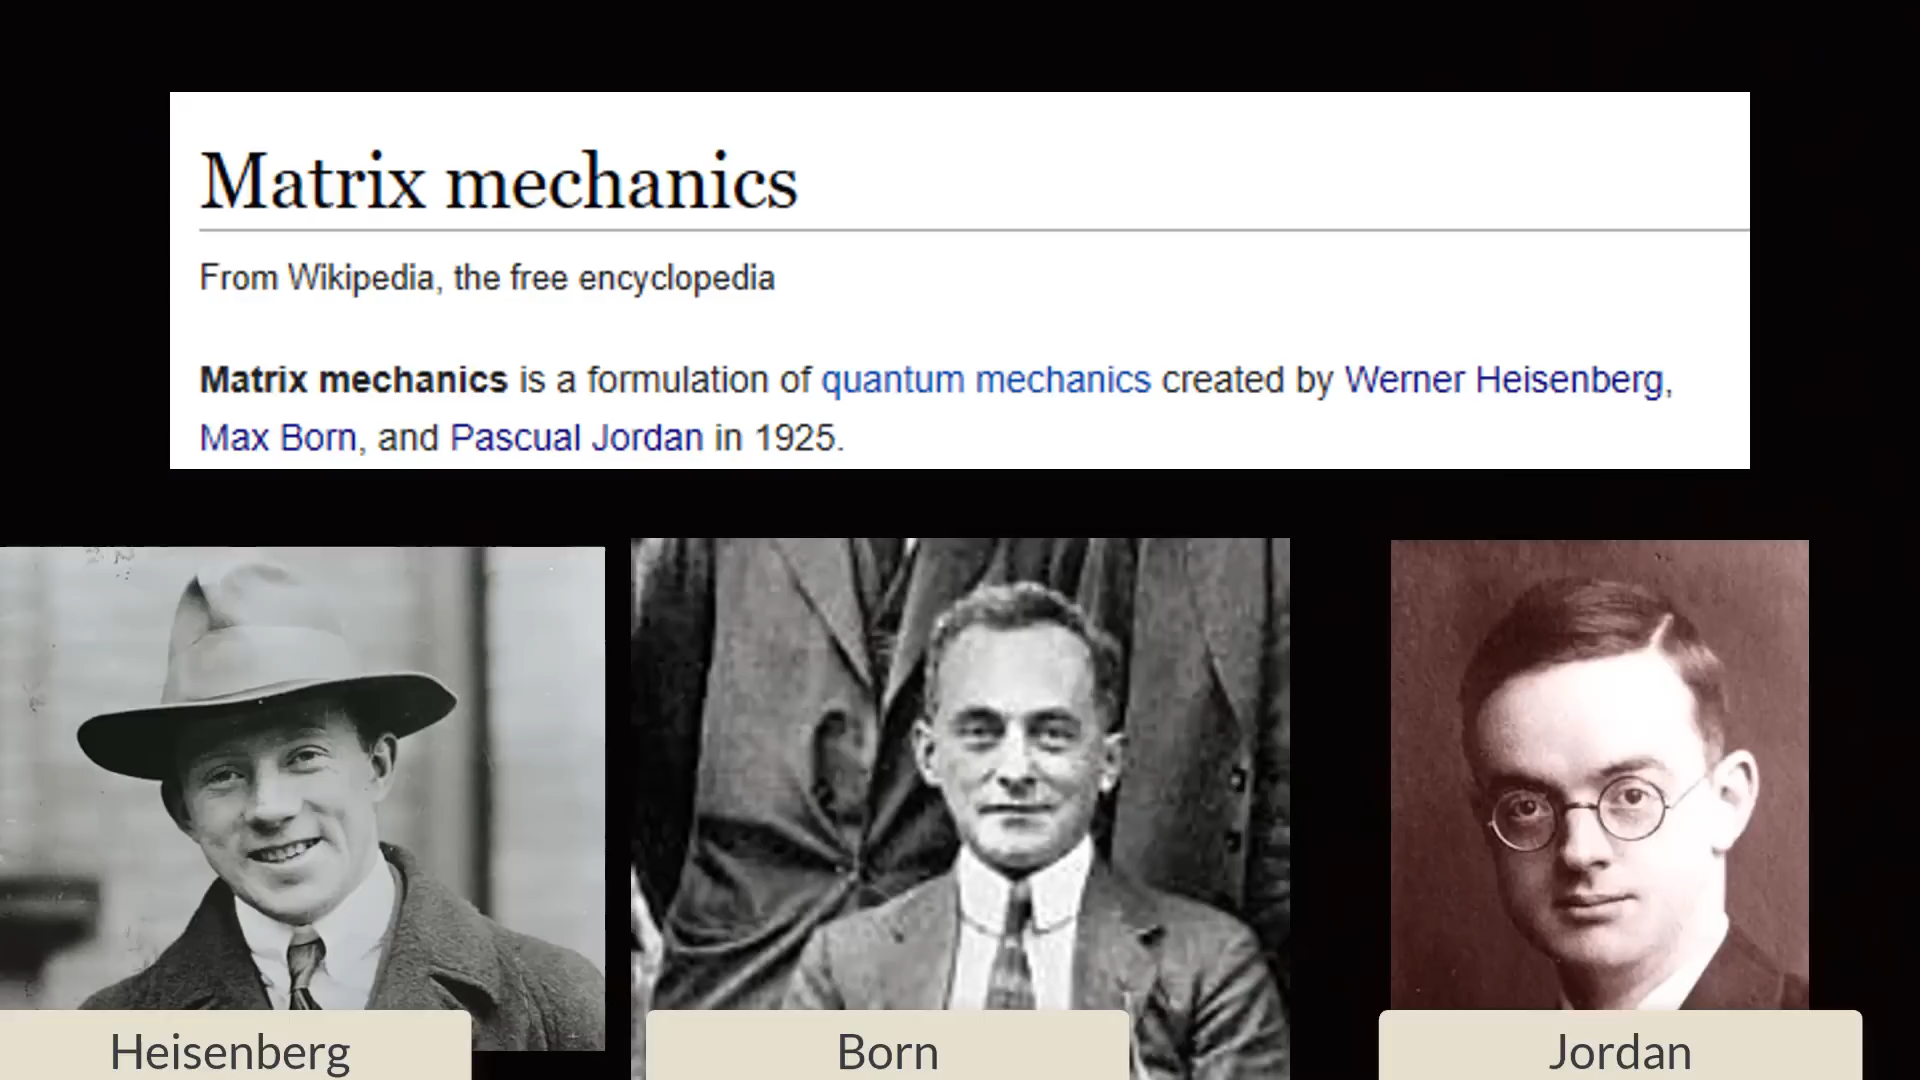 Matrix mechanics
From Wikipedia, the free encyclopedia
Matrix mechanics is a formulation of quantum mechanics created by Werner Heisenberg,
Max Born, and Pascual Jordan in 1925.
Heisenberg
Born
Jordan